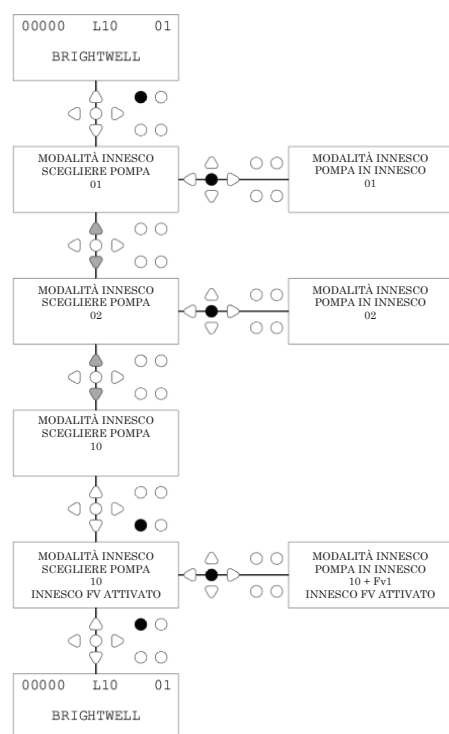 00000 L10 01
BRIGHTWELL
MODALITÀ INNESCO
SCEGLIERE POMPA
01
MODALITÀ INNESCO
POMPA IN INNESCO
01
MODALITÀ INNESCO
SCEGLIERE POMPA
02
MODALITÀ INNESCO
POMPA IN INNESCO
02
MODALITÀ INNESCO
SCEGLIERE POMPA
10
MODALITÀ INNESCO
SCEGLIERE POMPA
10
INNESCO FV ATTIVATO
MODALITÀ INNESCO
POMPA IN INNESCO
10 + Fv1
INNESCO FV ATTIVATO
00000 L10 01
BRIGHTWELL